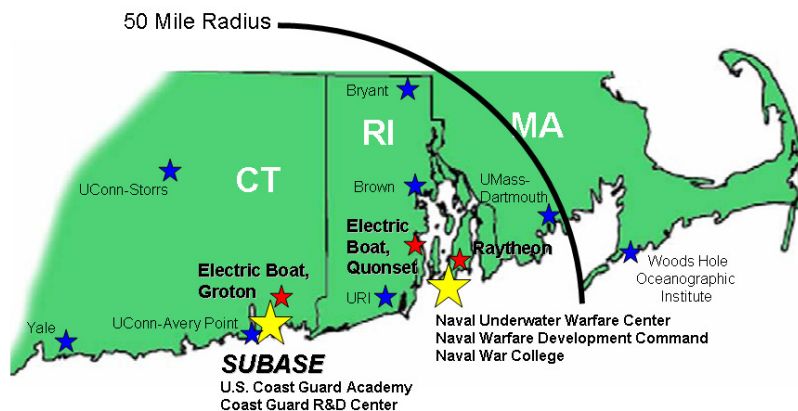 50 Mile Radius
Bryant
RI
MA
CT
UConn-Storrs
Brown
UMass-
Dartmouth
Electric
Boat,
Quonset
Raytheon
Woods Hole
Oceanographic
Institute
Electric Boat,
Groton
URI
Yale
UConn-Avery Point
SUBASE
U.S. Coast Guard Academy
Coast Guard R&D Center
Naval Underwater Warfare Center
Naval Warfare Development Command
Naval War College